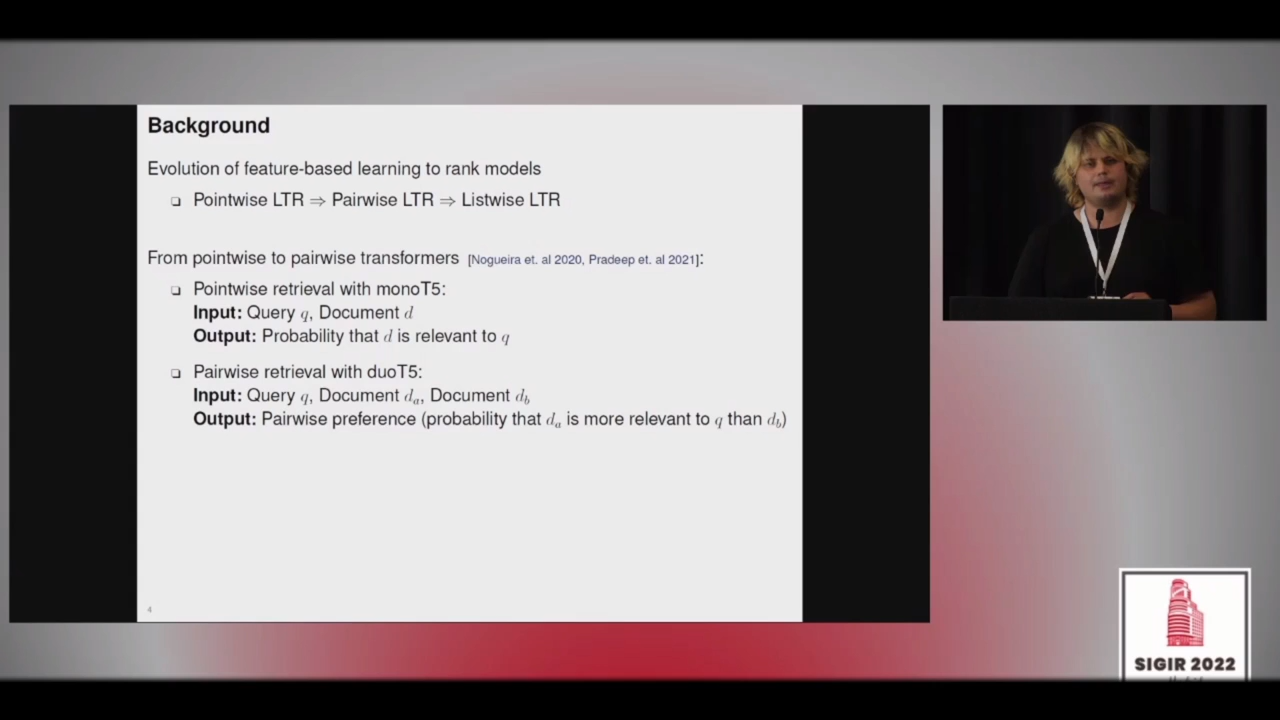 Background
Evolution of feature-based learning to rank models
❏ Pointwise LTR ⇒ Pairwise LTR ⇒ Listwise LTR
From pointwise to pairwise transformers [Nogueira et. al 2020, Pradeep et. al 2021]:
❏ Pointwise retrieval with monoT5:
Input: Query q, Document d
Output: Probability that d is relevant to q
❏ Pairwise retrieval with duoT5:
Input: Query q, Document dₐ, Document d_b
Output: Pairwise preference (probability that dₐ is more relevant to q than d_b)
4
SIGIR 2022